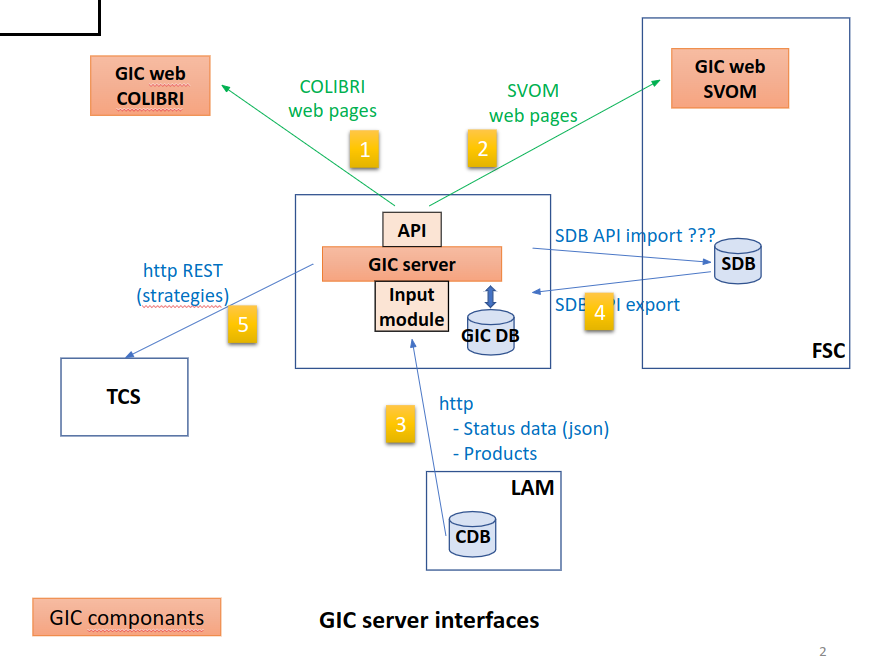 GIC web
COLIBRI
COLIBRI
web pages
1
SVOM
web pages
2
GIC web
SVOM
API
GIC server
Input
module
GIC DB
SDB API import ???
SDB
SDB API export
4
FSC
http REST
(strategies)
5
TCS
3
http
- Status data (json)
- Products
LAM
CDB
GIC componants
GIC server interfaces
2